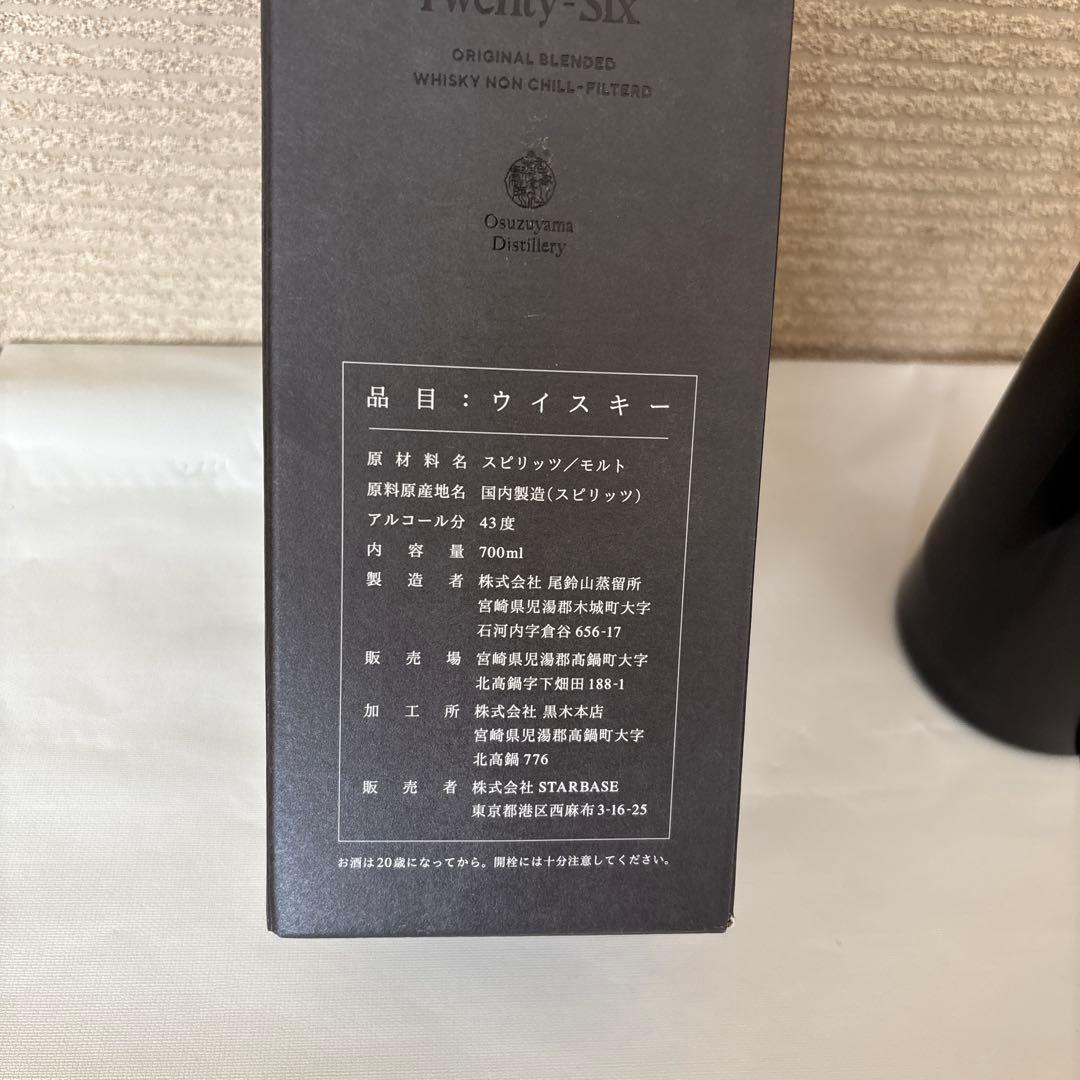 Twenty-Six
ORIGINAL BLENDED
WHISKY NON CHILL-FILTERD
Osuzuyama
Distillery
品目：ウイスキー
原材料名 スピリッツ／モルト
原料原産地名 国内製造（スピリッツ）
アルコール分 43度
内容量 700ml
製造者 株式会社 尾鈴山蒸留所
宮崎県児湯郡木城町大字
石河内字倉谷656-17
販売場 宮崎県児湯郡高鍋町大字
北高鍋字下畑田188-1
加工所 株式会社 黒木本店
宮崎県児湯郡高鍋町大字
北高鍋776
販売者 株式会社 STARBASE
東京都港区西麻布3-16-25
お酒は20歳になってから。開栓には十分注意してください。